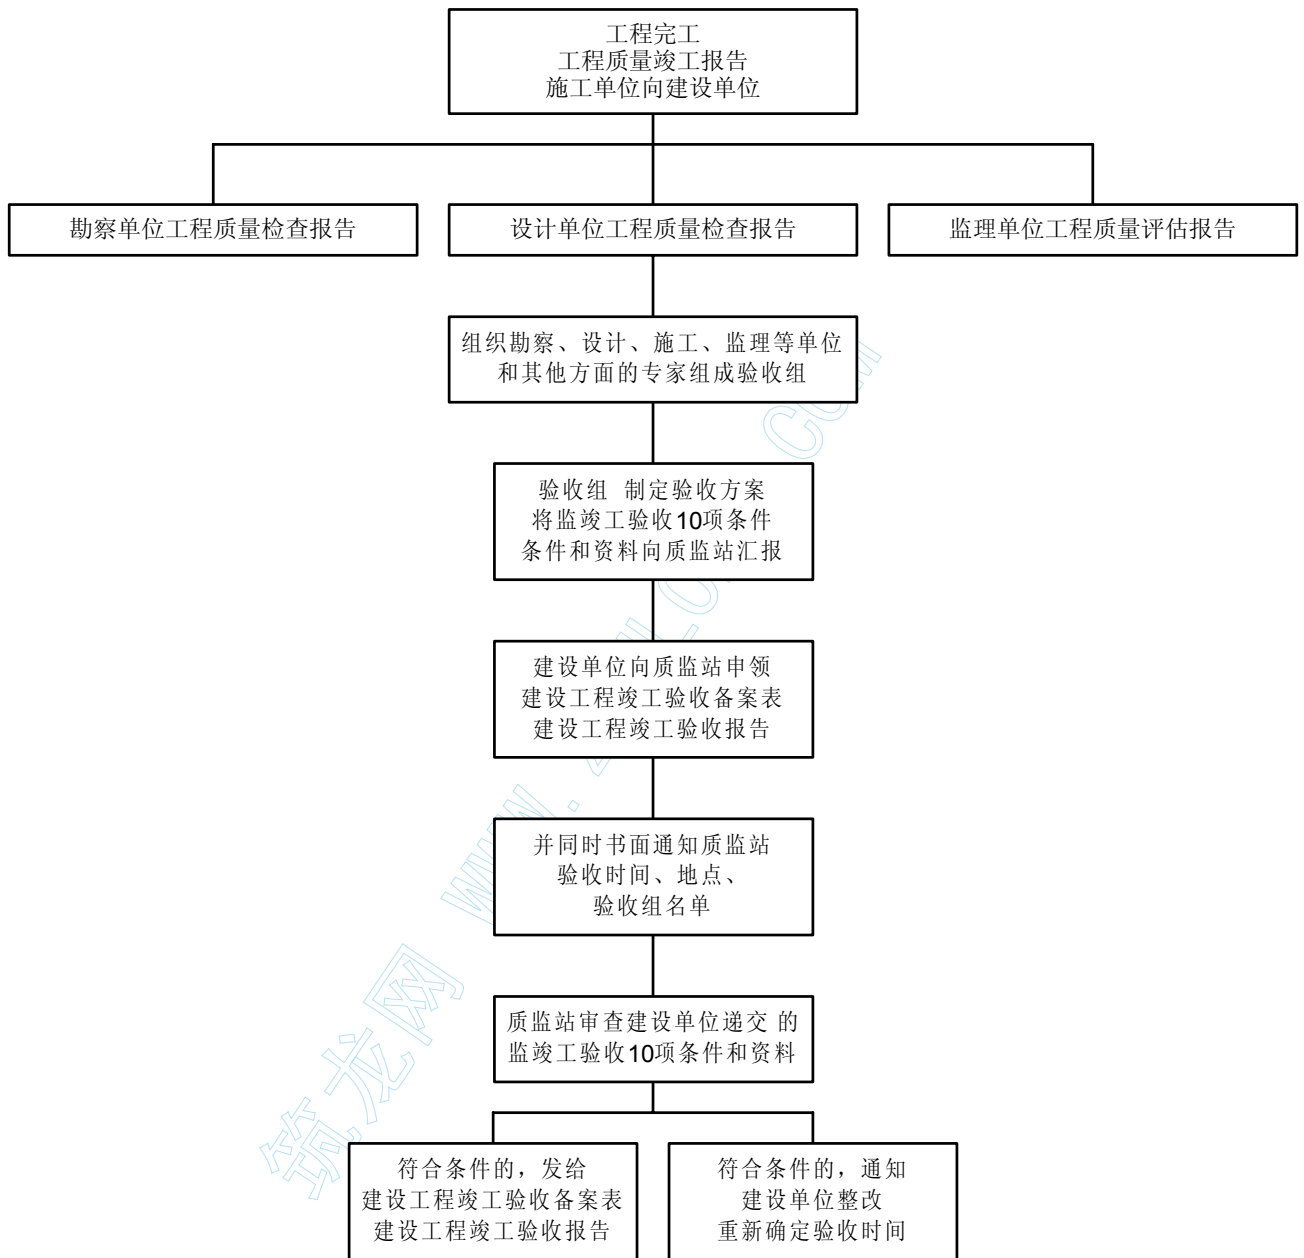 工程完工
工程质量竣工报告
施工单位向建设单位
勘察单位工程质量检查报告
设计单位工程质量检查报告
监理单位工程质量评估报告
组织勘察、设计、施工、监理等单位
和其他方面的专家组成验收组
验收组 制定验收方案
将监竣工验收10项条件
条件和资料向质监站汇报
建设单位向质监站申领
建设工程竣工验收备案表
建设工程竣工验收报告
并同时书面通知质监站
验收时间、地点、
验收组名单
质监站审查建设单位递交 的
监竣工验收10项条件和资料
符合条件的，发给
建设工程竣工验收备案表
建设工程竣工验收报告
符合条件的，通知
建设单位整改
重新确定验收时间
筑龙网